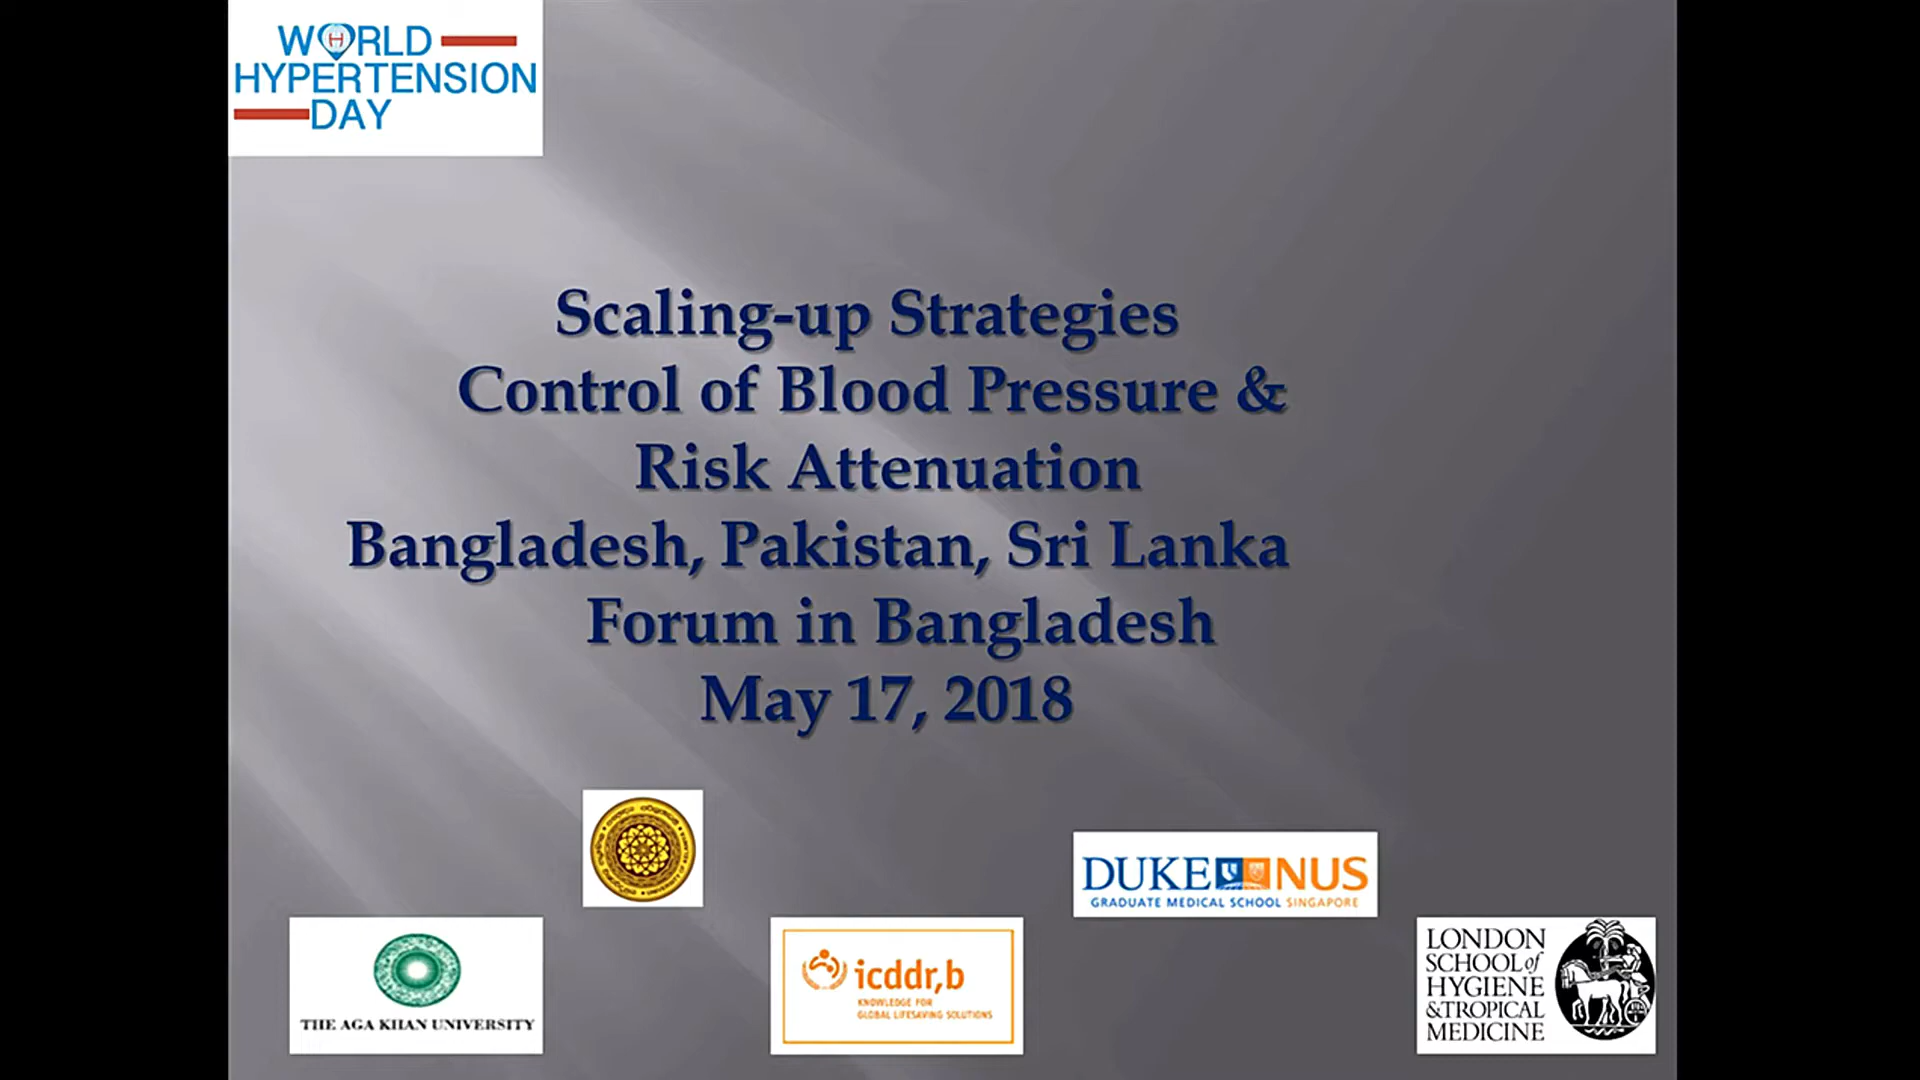 WORLD
HYPERTENSION
DAY
Scaling-up Strategies
Control of Blood Pressure &
Risk Attenuation
Bangladesh, Pakistan, Sri Lanka
Forum in Bangladesh
May 17, 2018
DUKE NUS
GRADUATE MEDICAL SCHOOL SINGAPORE
THE AGA KHAN UNIVERSITY
icddr,b
KNOWLEDGE FOR
GLOBAL LIFESAVING SOLUTIONS
LONDON
SCHOOL of
HYGIENE
&TROPICAL
MEDICINE